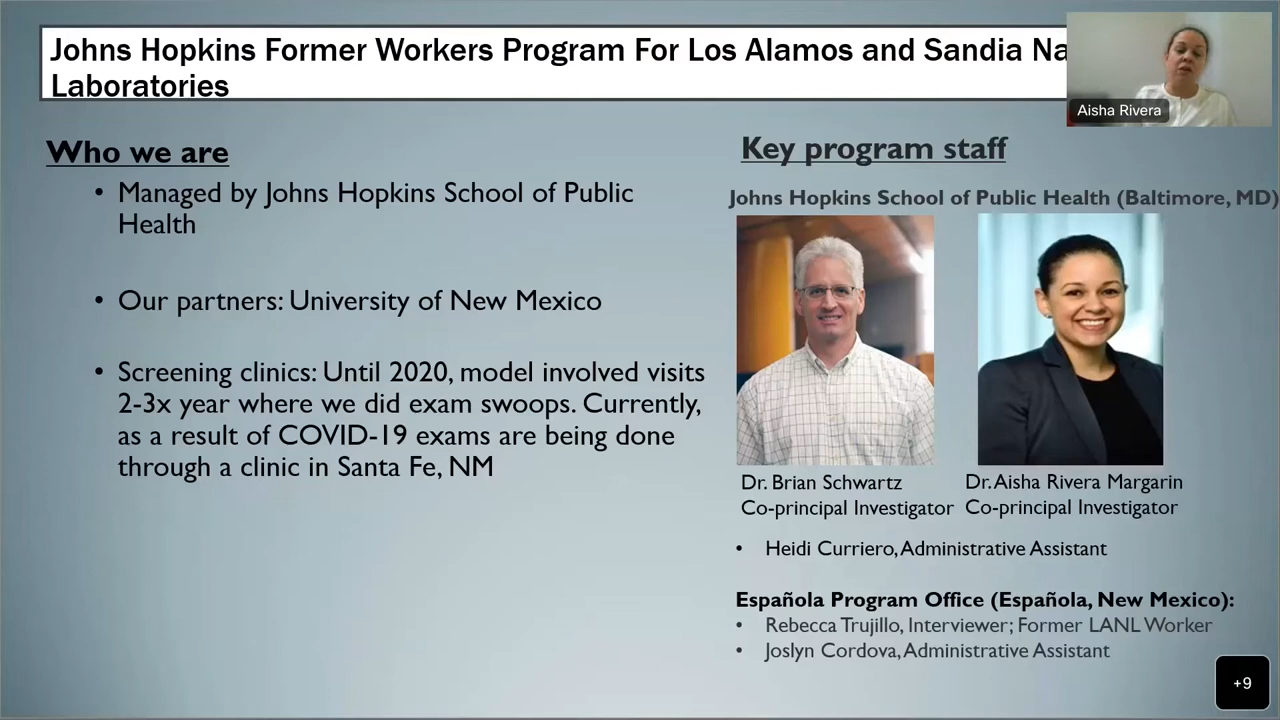 Johns Hopkins Former Workers Program For Los Alamos and Sandia Na
Laboratories
Aisha Rivera
Who we are
• Managed by Johns Hopkins School of Public
Health
• Our partners: University of New Mexico
• Screening clinics: Until 2020, model involved visits
2-3x year where we did exam swoops. Currently,
as a result of COVID-19 exams are being done
through a clinic in Santa Fe, NM
Key program staff
Johns Hopkins School of Public Health (Baltimore, MD)
Dr. Brian Schwartz
Co-principal Investigator
Dr. Aisha Rivera Margarin
Co-principal Investigator
• Heidi Curriero, Administrative Assistant
Española Program Office (Española, New Mexico):
• Rebecca Trujillo, Interviewer; Former LANL Worker
• Joslyn Cordova, Administrative Assistant
+9